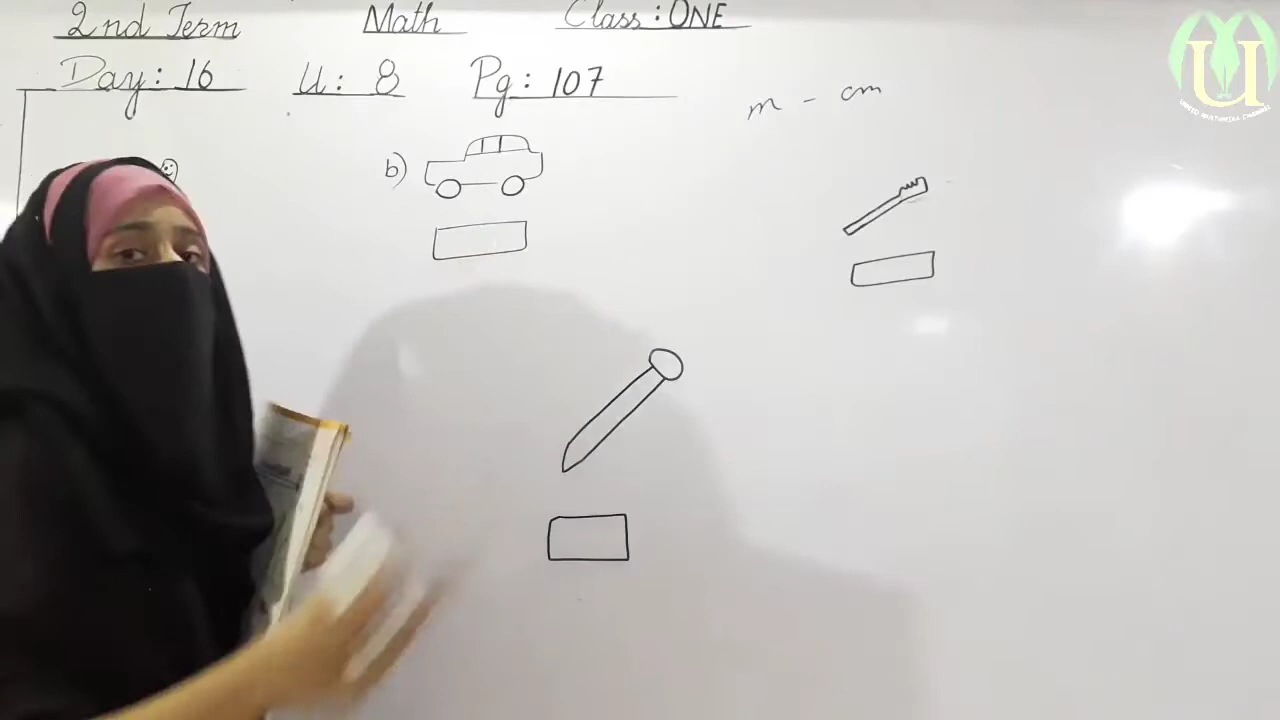 2nd Term Math Class: ONE
Day: 16 U: 8 Pg: 107
m - cm
b)
U